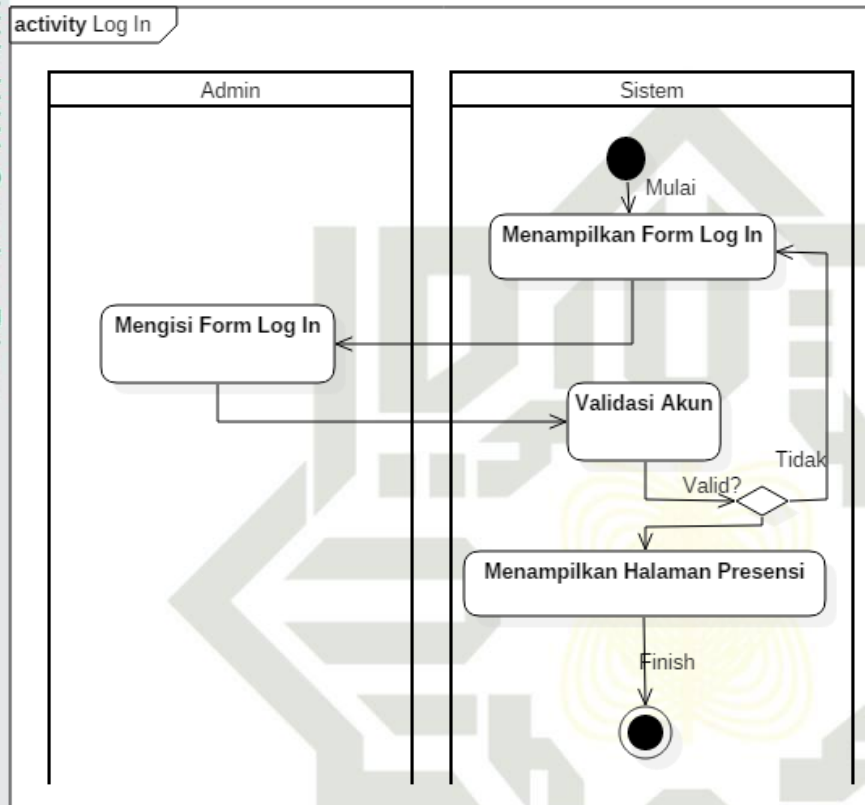 activity Log In
Admin
Sistem
Mulai
Menampilkan Form Log In
Mengisi Form Log In
Validasi Akun
Tidak
Valid?
Menampilkan Halaman Presensi
Finish